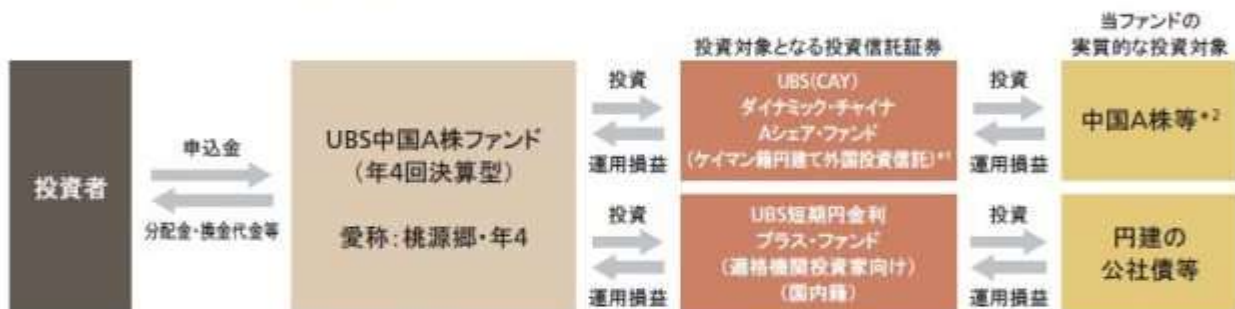 投資対象となる投資信託証券
当ファンドの
実質的な投資対象
投資者
申込金
分配金・換金代金等
UBS中国A株ファンド
(年4回決算型)
愛称:桃源郷・年4
投資
運用損益
UBS(CAY)
ダイナミック・チャイナ
Aシェア・ファンド
(ケイマン籍円建て外国投資信託)*1
投資
運用損益
中国A株等*2
投資
運用損益
UBS短期円金利
プラス・ファンド
(適格機関投資家向け)
(国内籍)
投資
運用損益
円建の
公社債等